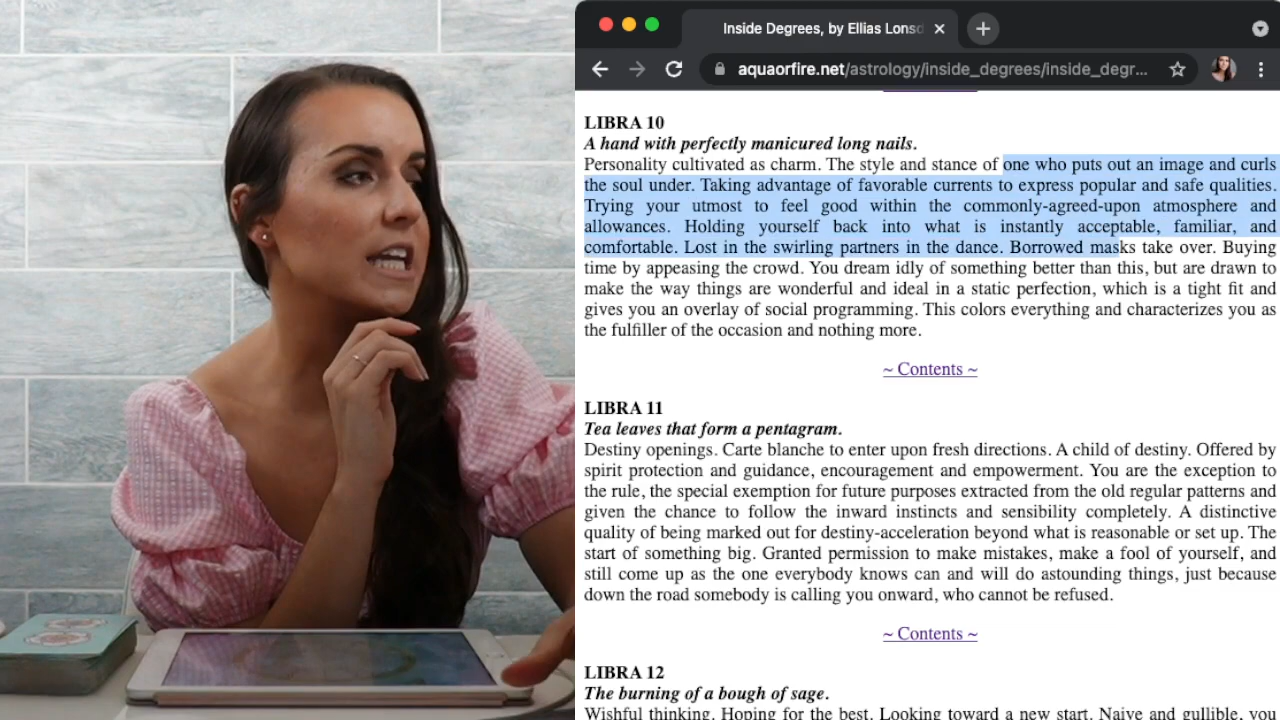 Inside Degrees, by Ellias Lonsd
aquaorfire.net/astrology/inside_degrees/inside_degr...
LIBRA 10
A hand with perfectly manicured long nails.
Personality cultivated as charm. The style and stance of one who puts out an image and curls
the soul under. Taking advantage of favorable currents to express popular and safe qualities.
Trying your utmost to feel good within the commonly-agreed-upon atmosphere and
allowances. Holding yourself back into what is instantly acceptable, familiar, and
comfortable. Lost in the swirling partners in the dance. Borrowed masks take over. Buying
time by appeasing the crowd. You dream idly of something better than this, but are drawn to
make the way things are wonderful and ideal in a static perfection, which is a tight fit and
gives you an overlay of social programming. This colors everything and characterizes you as
the fulfiller of the occasion and nothing more.
~ Contents ~
LIBRA 11
Tea leaves that form a pentagram.
Destiny openings. Carte blanche to enter upon fresh directions. A child of destiny. Offered by
spirit protection and guidance, encouragement and empowerment. You are the exception to
the rule, the special exemption for future purposes extracted from the old regular patterns and
given the chance to follow the inward instincts and sensibility completely. A distinctive
quality of being marked out for destiny-acceleration beyond what is reasonable or set up. The
start of something big. Granted permission to make mistakes, make a fool of yourself, and
still come up as the one everybody knows can and will do astounding things, just because
down the road somebody is calling you onward, who cannot be refused.
~ Contents ~
LIBRA 12
The burning of a bough of sage.
Wishful thinking. Hoping for the best. Looking toward a new start. Naive and gullible, you